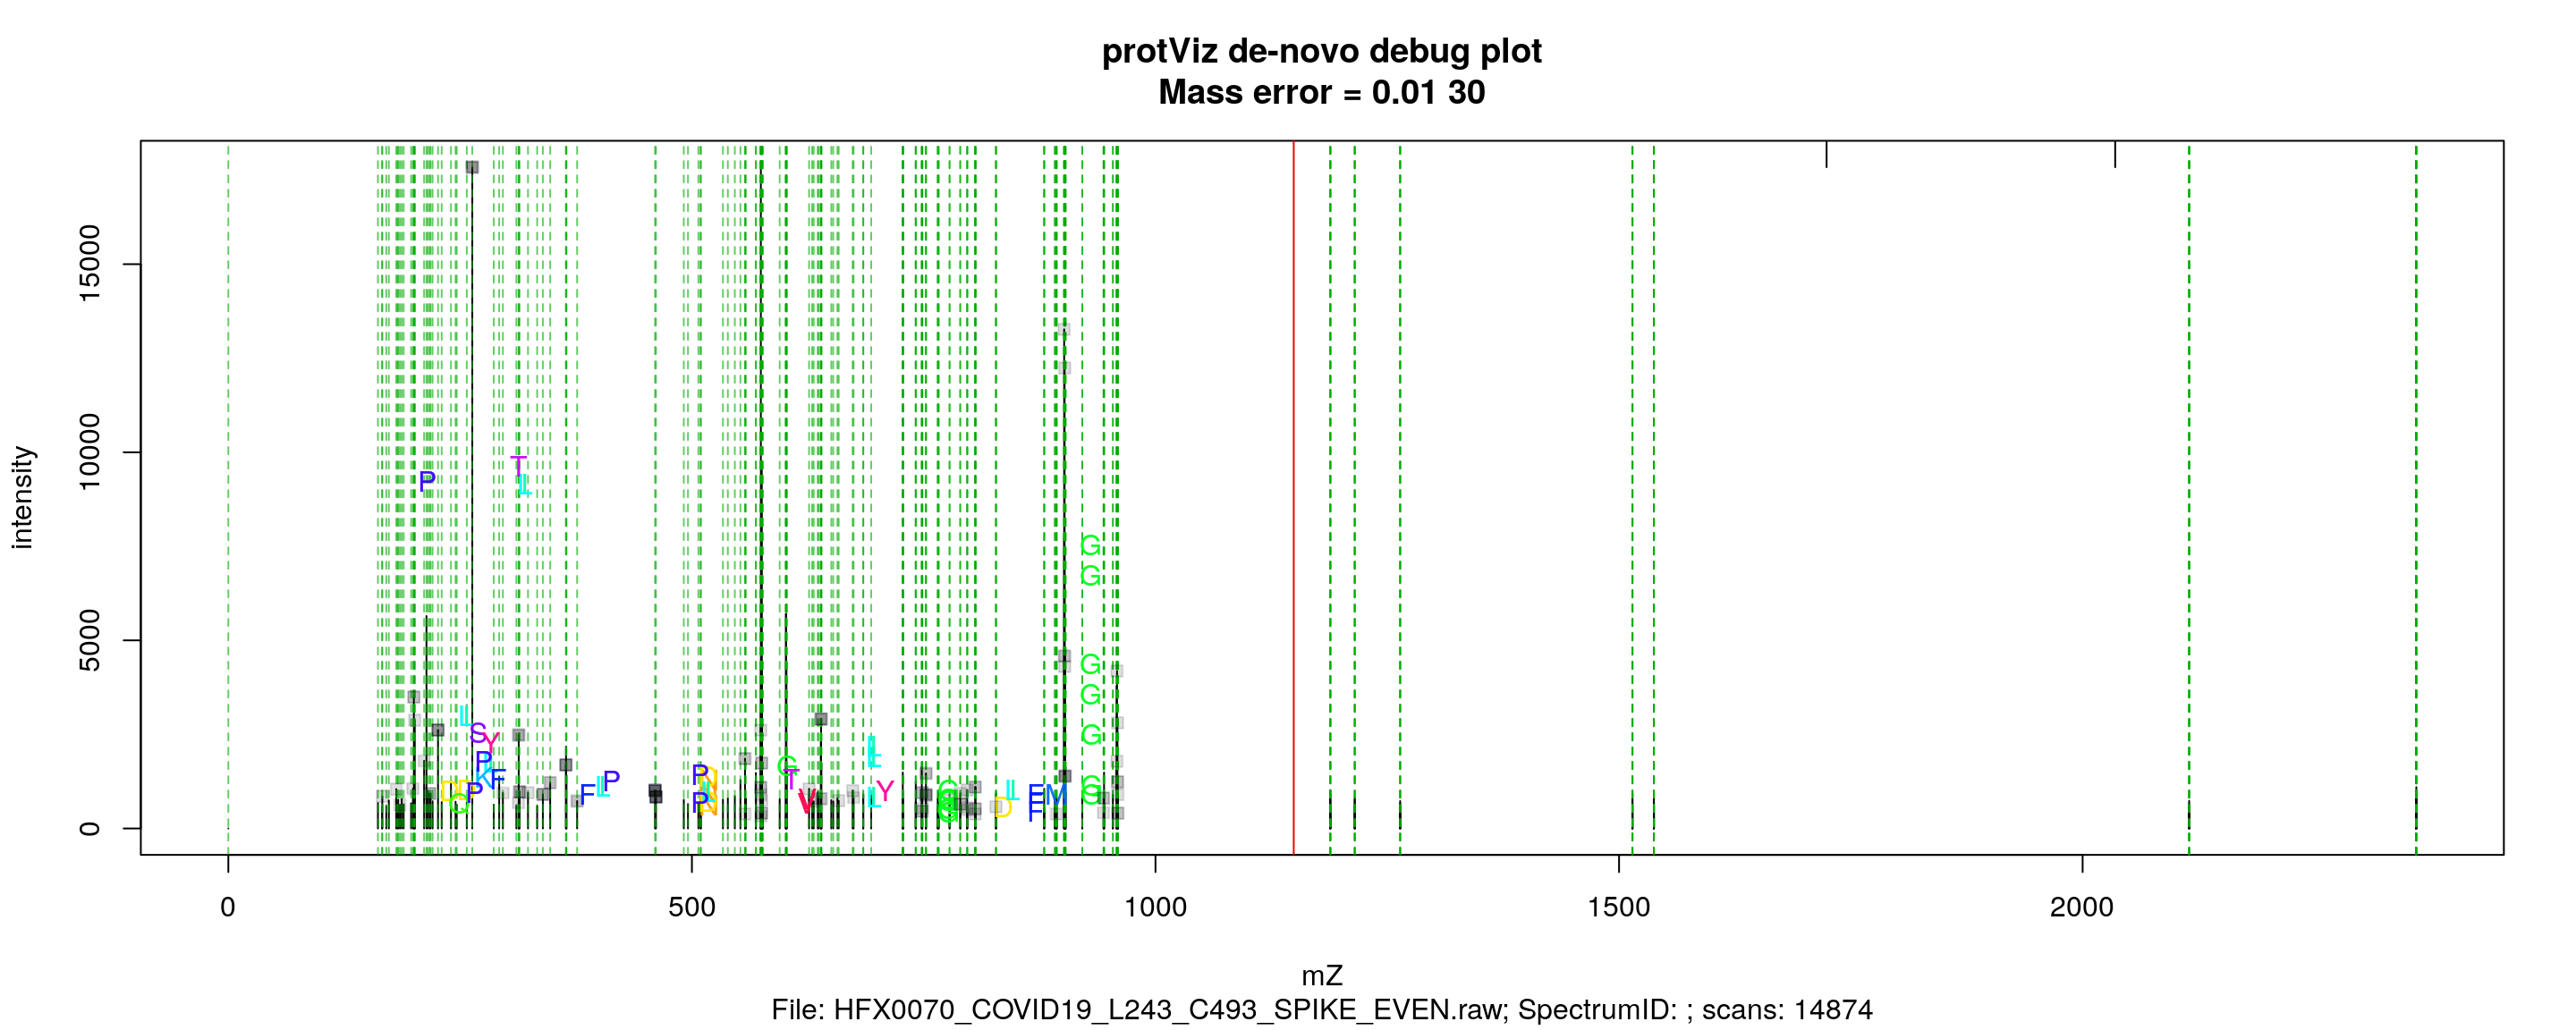 protViz de-novo debug plot
Mass error = 0.01 30
intensity
15000
10000
5000
0
P
T
L
L
S
Y
P
K
F
P
Q
F
L
P
P
P
G
T
V
L
L
Y
G
G
L
D
F
F
M
G
G
G
G
G
G
G
0 500 1000 1500 2000
mZ
File: HFX0070_COVID19_L243_C493_SPIKE_EVEN.raw; SpectrumID: ; scans: 14874